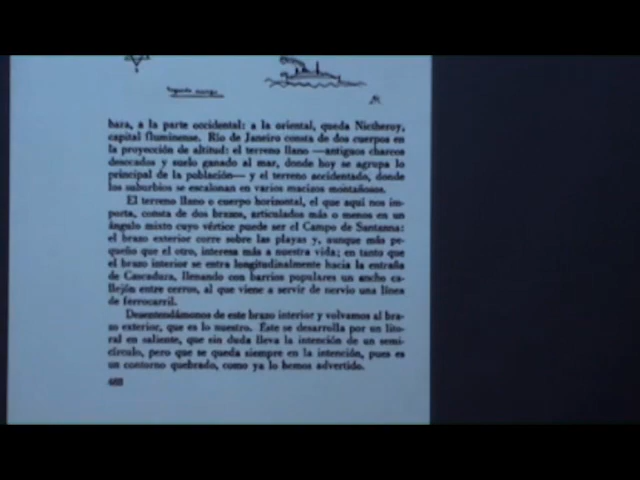 bara, a la parte occidental: a la oriental, queda Nictheroy,
capital fluminense. Río de Janeiro consta de dos cuerpos en
la proyección de altitud: el terreno llano —antiguos charcos
desecados y suelo ganado al mar, donde hoy se agrupa lo
principal de la población— y el terreno accidentado, donde
los suburbios se escalonan en varios macizos montañosos.
El terreno llano o cuerpo horizontal, el que aquí nos im-
porta, consta de dos brazos, articulados más o menos en un
ángulo mixto cuyo vértice puede ser el Campo de Santanna:
el brazo exterior corre sobre las playas y, aunque más pe-
queño que el otro, interesa más a nuestra vida; en tanto que
el brazo interior se entra longitudinalmente hacia la entraña
de Cascadura, llenando con barrios populares un ancho ca-
llejón entre cerros, al que viene a servir de nervio una línea
de ferrocarril.
Desentendámonos de este brazo interior y volvamos al bra-
zo exterior, que es lo nuestro. Éste se desarrolla por un lito-
ral en saliente, que sin duda lleva la intención de un semi-
círculo, pero que se queda siempre en la intención, pues es
un contorno quebrado, como ya lo hemos advertido.